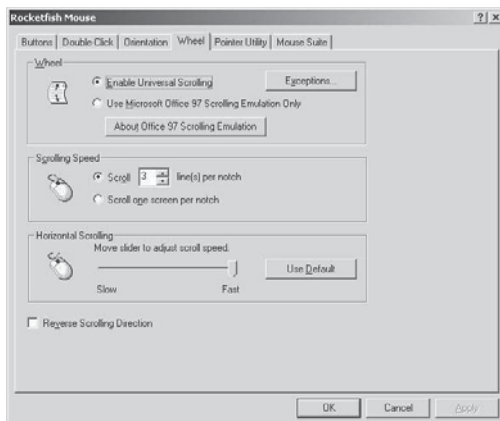 Rocketfish Mouse
Buttons Double-Click Orientation Wheel Pointer Utility Mouse Suite
Wheel
Enable Universal Scrolling
Exceptions...
Use Microsoft Office 97 Scrolling Emulation Only
About Office 97 Scrolling Emulation
Scrolling Speed
Scroll 3 line(s) per notch
Scroll one screen per notch
Horizontal Scrolling
Move slider to adjust scroll speed.
Use Default
Slow Fast
Reverse Scrolling Direction
OK Cancel Apply